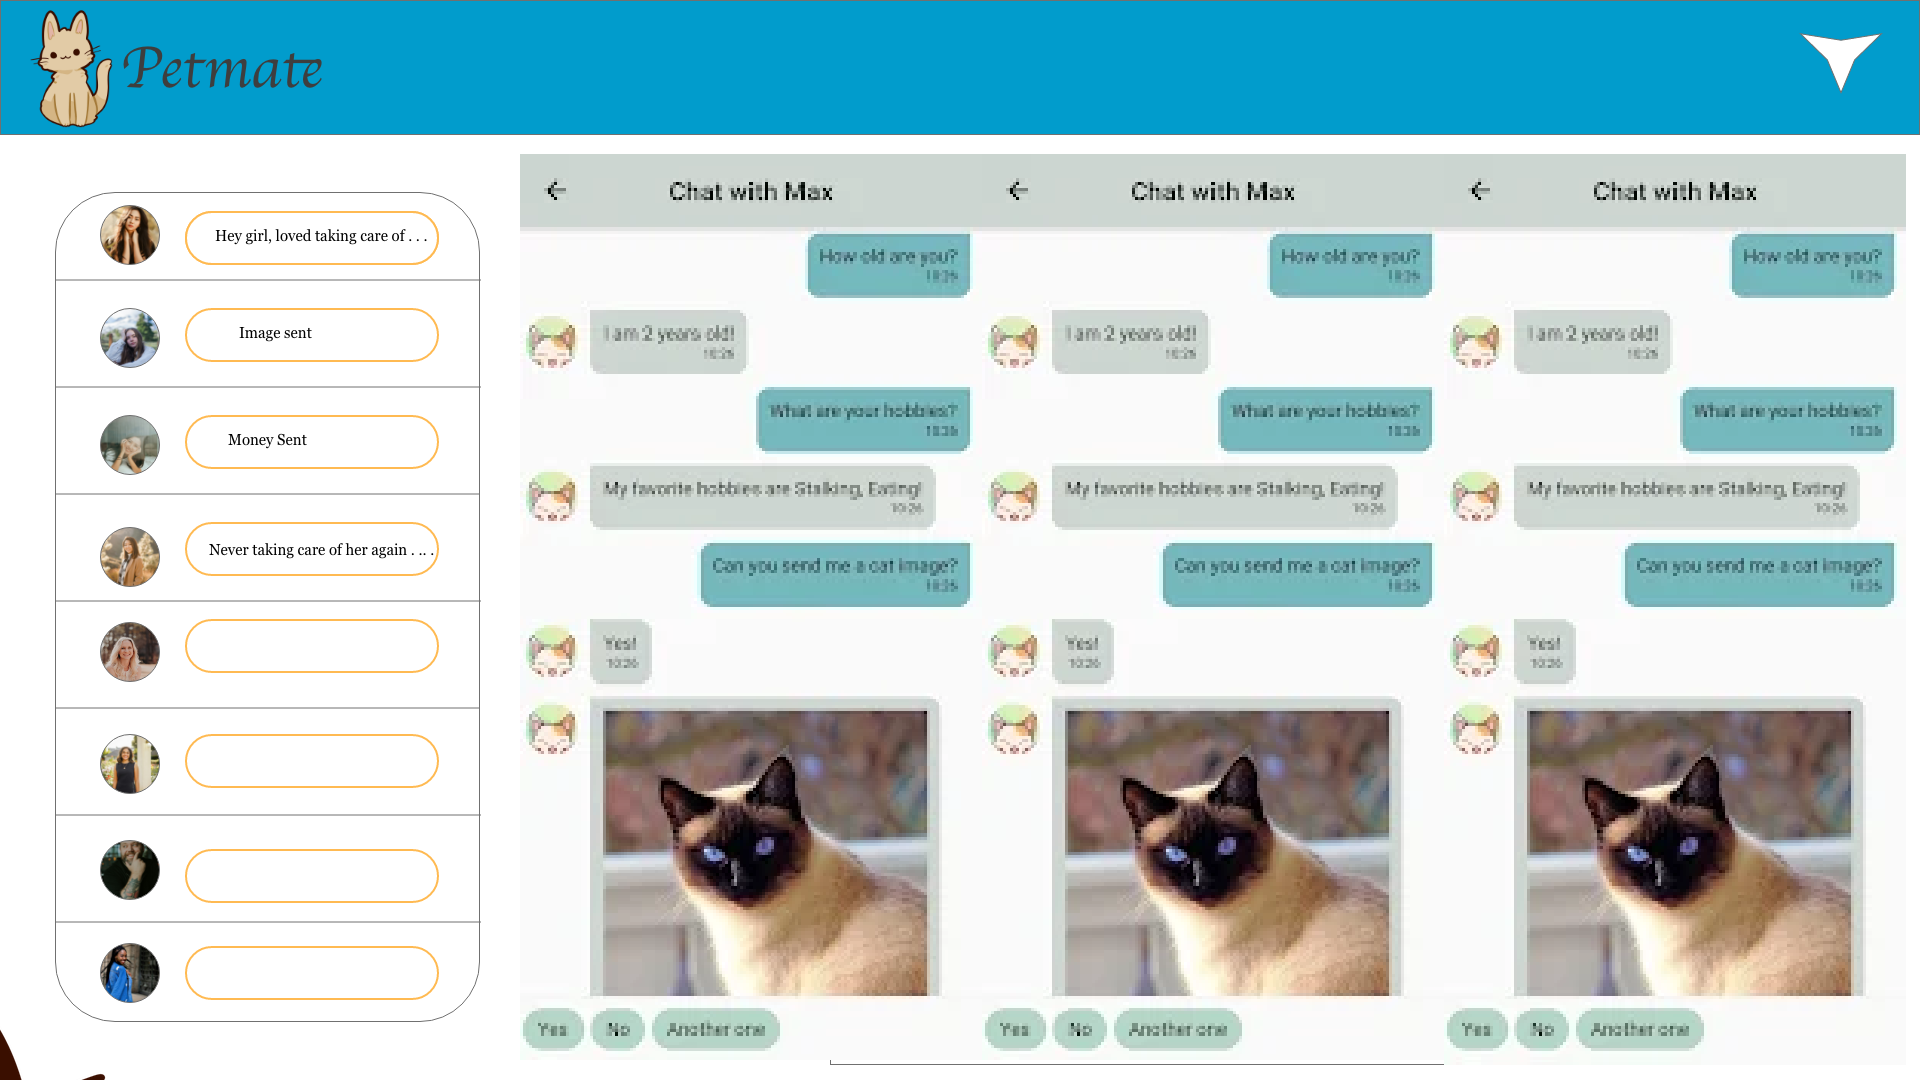 Petmate
Hey girl, loved taking care of . . .
Image sent
Money Sent
Never taking care of her again . .. .
Chat with Max
How old are you?
10:26
I am 2 years old!
10:26
What are your hobbies?
10:26
My favorite hobbies are Stalking, Eating!
10:26
Can you send me a cat image?
10:26
Yes!
10:26
Yes
No
Another one
Chat with Max
How old are you?
10:26
I am 2 years old!
10:26
What are your hobbies?
10:26
My favorite hobbies are Stalking, Eating!
10:26
Can you send me a cat image?
10:26
Yes!
10:26
Yes
No
Another one
Chat with Max
How old are you?
10:26
I am 2 years old!
10:26
What are your hobbies?
10:26
My favorite hobbies are Stalking, Eating!
10:26
Can you send me a cat image?
10:26
Yes!
10:26
Yes
No
Another one